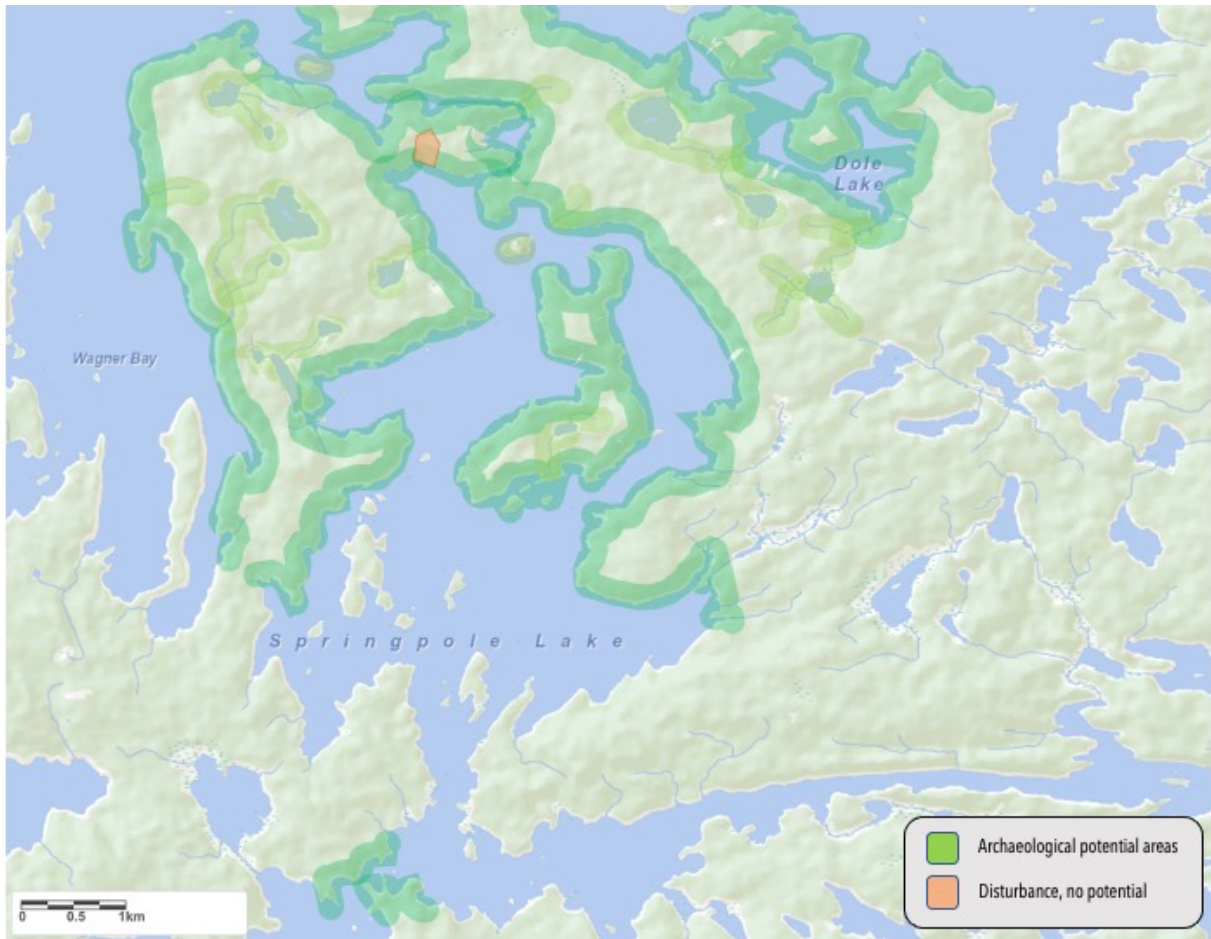 Dole
Lake
Wagner Bay
Springpole Lake
Archaeological potential areas
Disturbance, no potential
0 0.5 1km